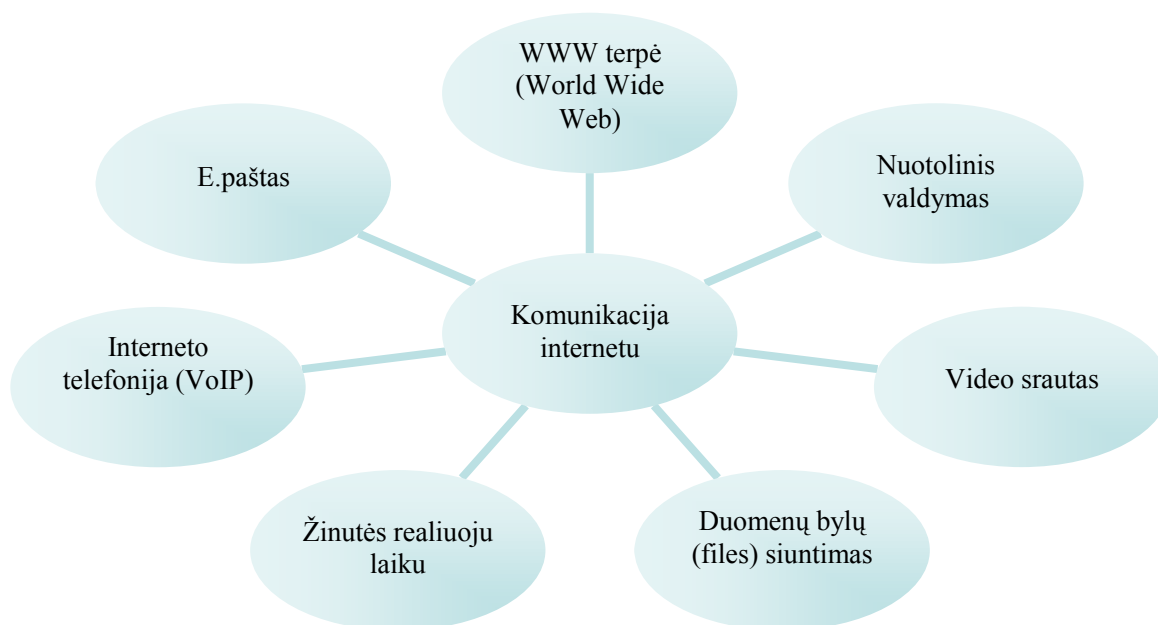 WWW terpė
(World Wide
Web)
E.paštas
Nuotolinis
valdymas
Komunikacija
internetu
Interneto
telefonija (VoIP)
Video srautas
Žinutės realiuoju
laiku
Duomenų bylų
(files) siuntimas